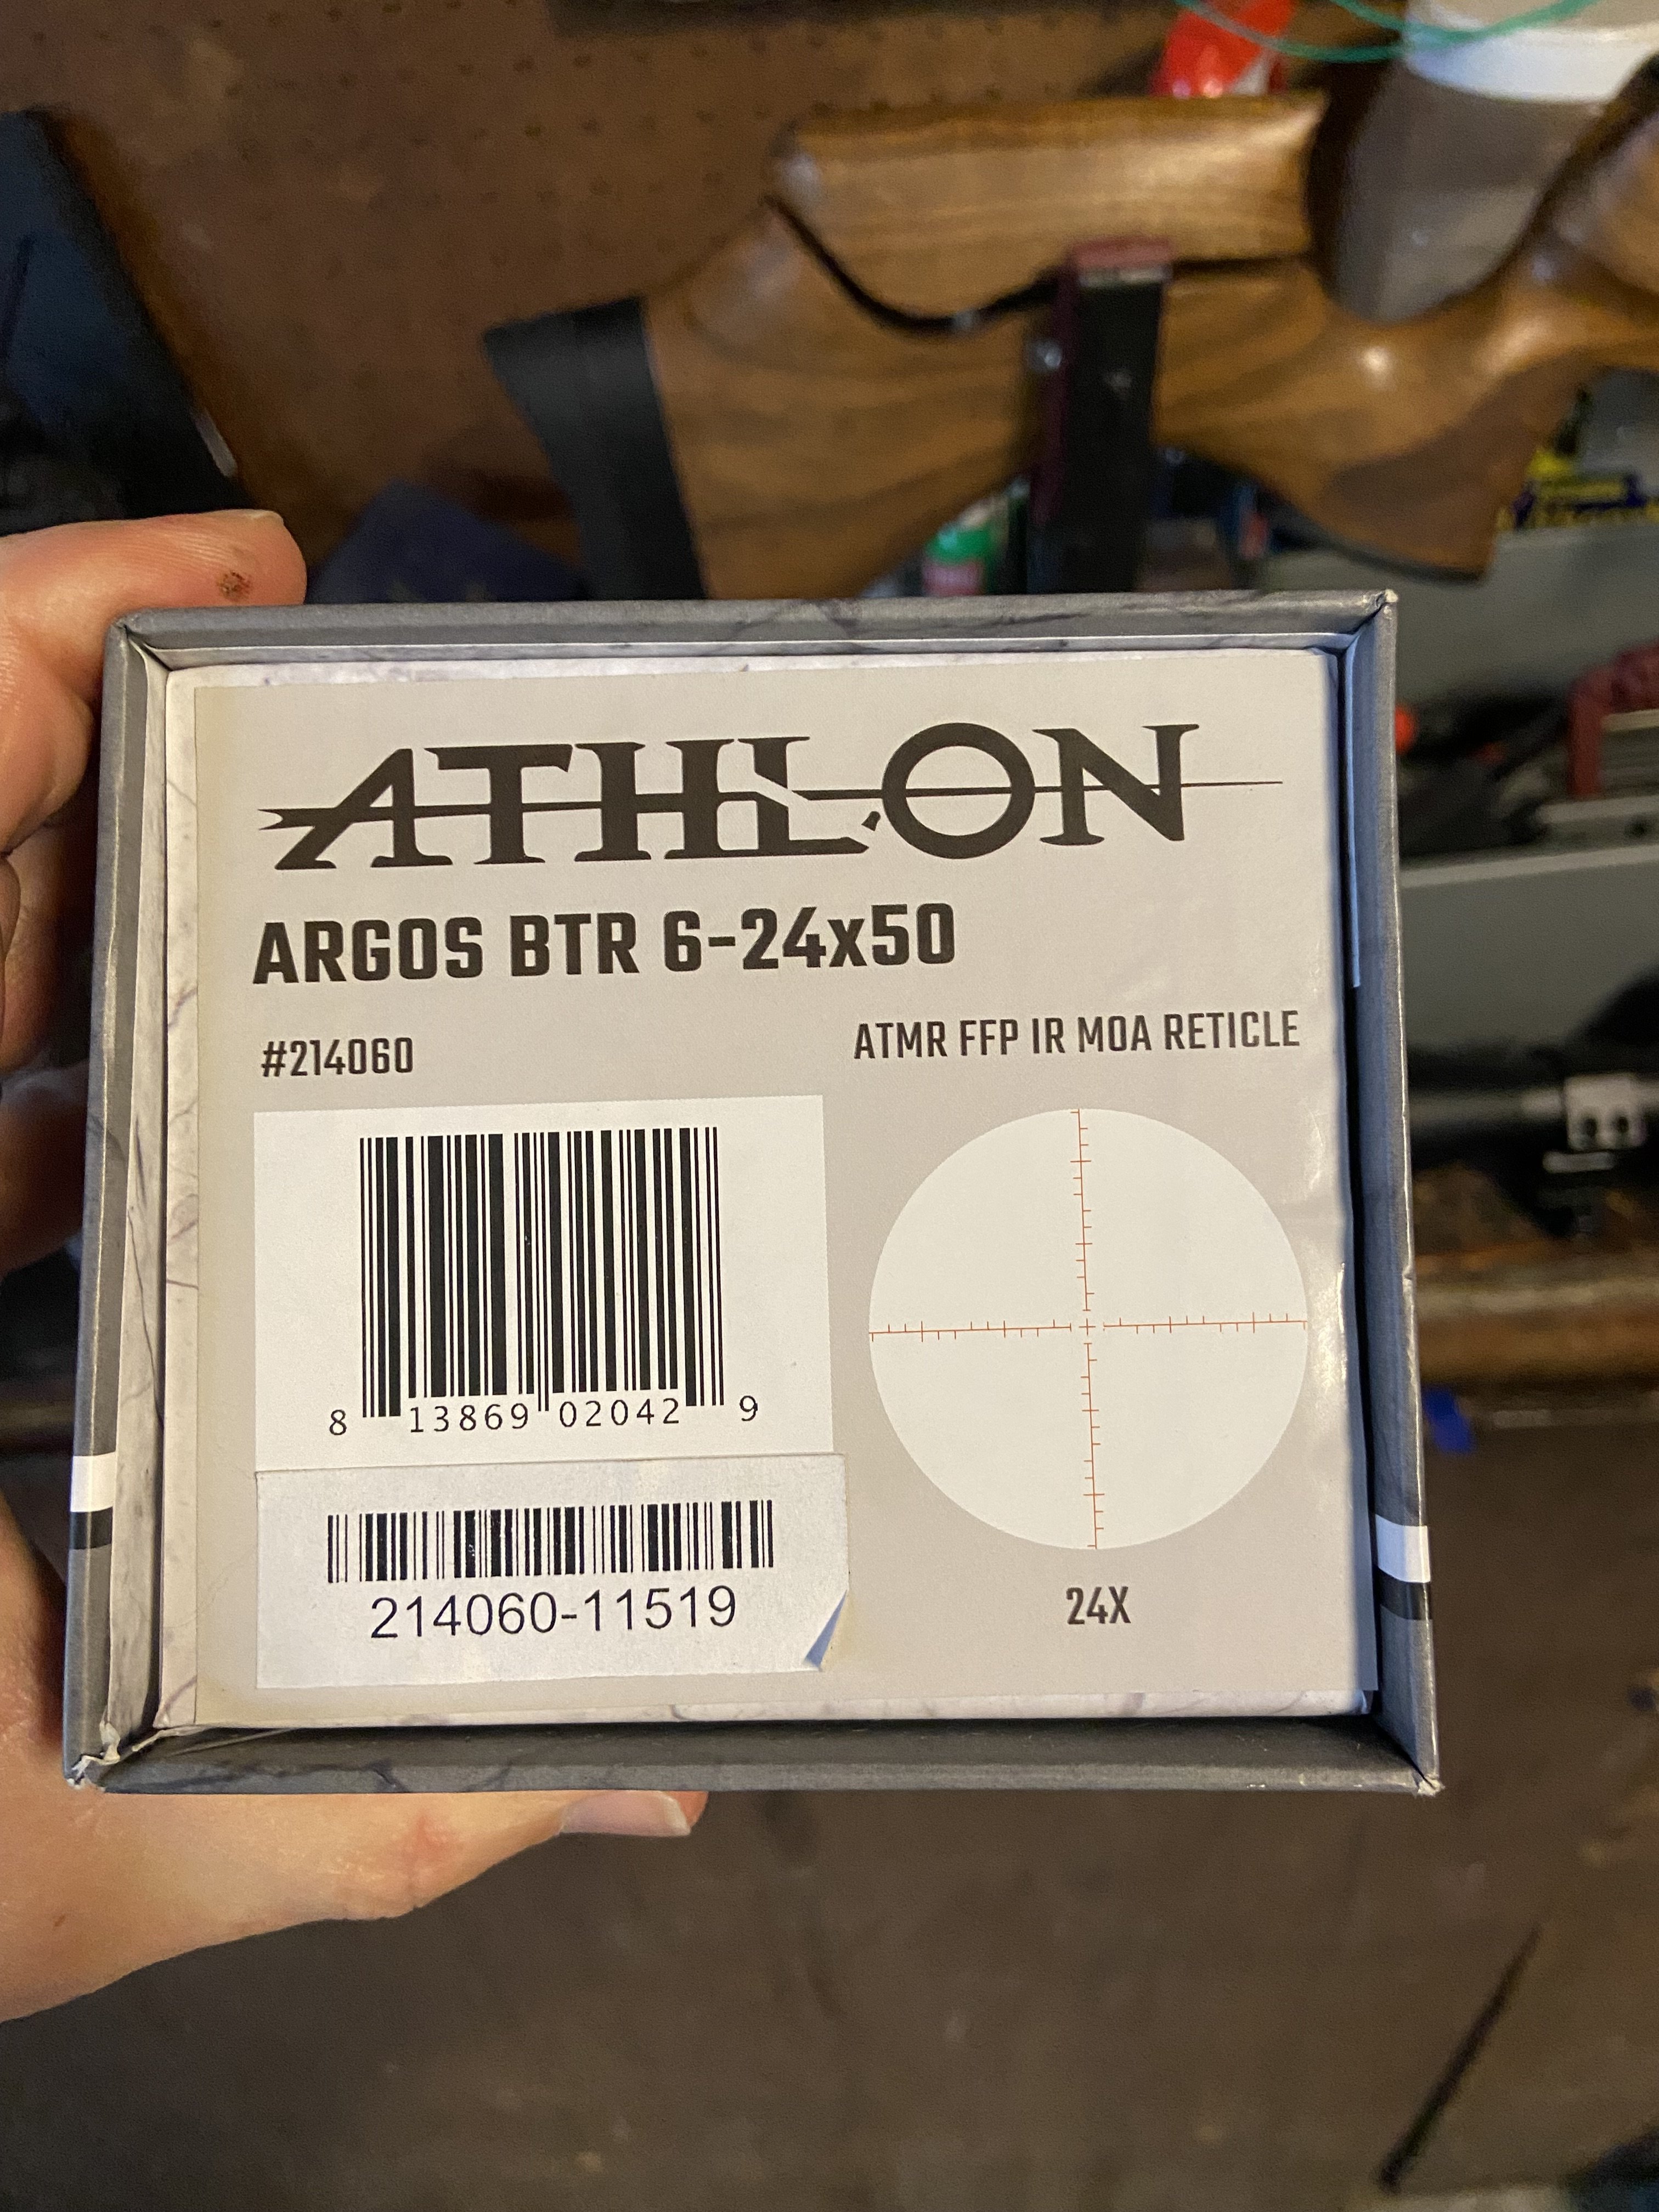 ATHLON
ARGOS BTR 6-24x50
#214060
ATMR FFP IR MOA RETICLE
8 13869 02042 9
214060-11519
24X